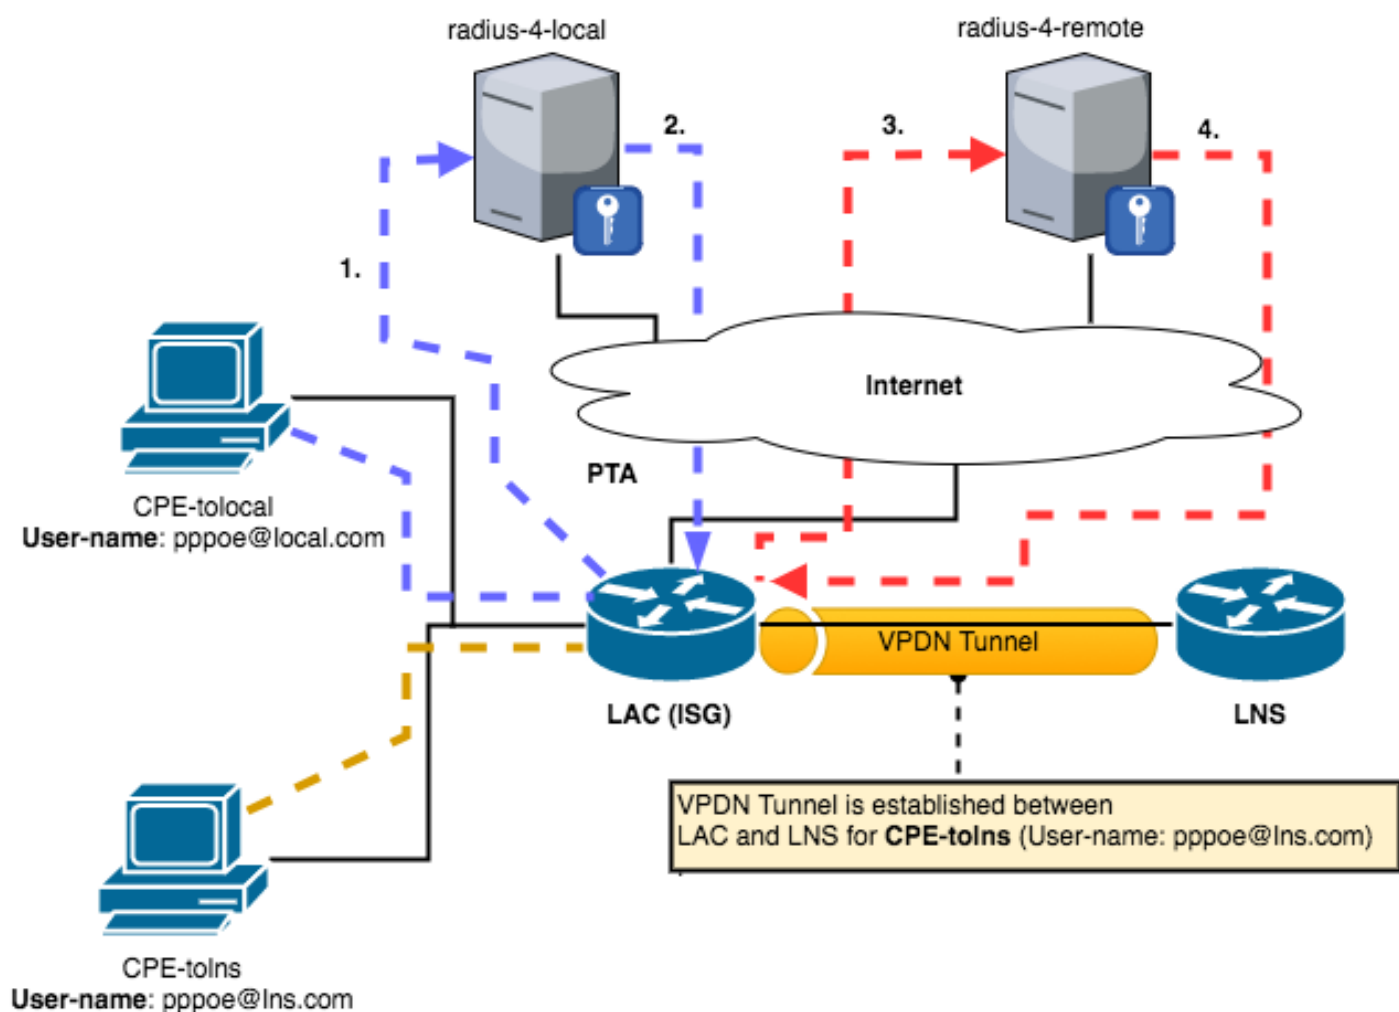 radius-4-local
radius-4-remote
2.
3.
4.
1.
Internet
PTA
CPE-tolocal
User-name: pppoe@local.com
VPDN Tunnel
LAC (ISG)
LNS
VPDN Tunnel is established between
LAC and LNS for CPE-tolns (User-name: pppoe@lns.com)
CPE-tolns
User-name: pppoe@lns.com